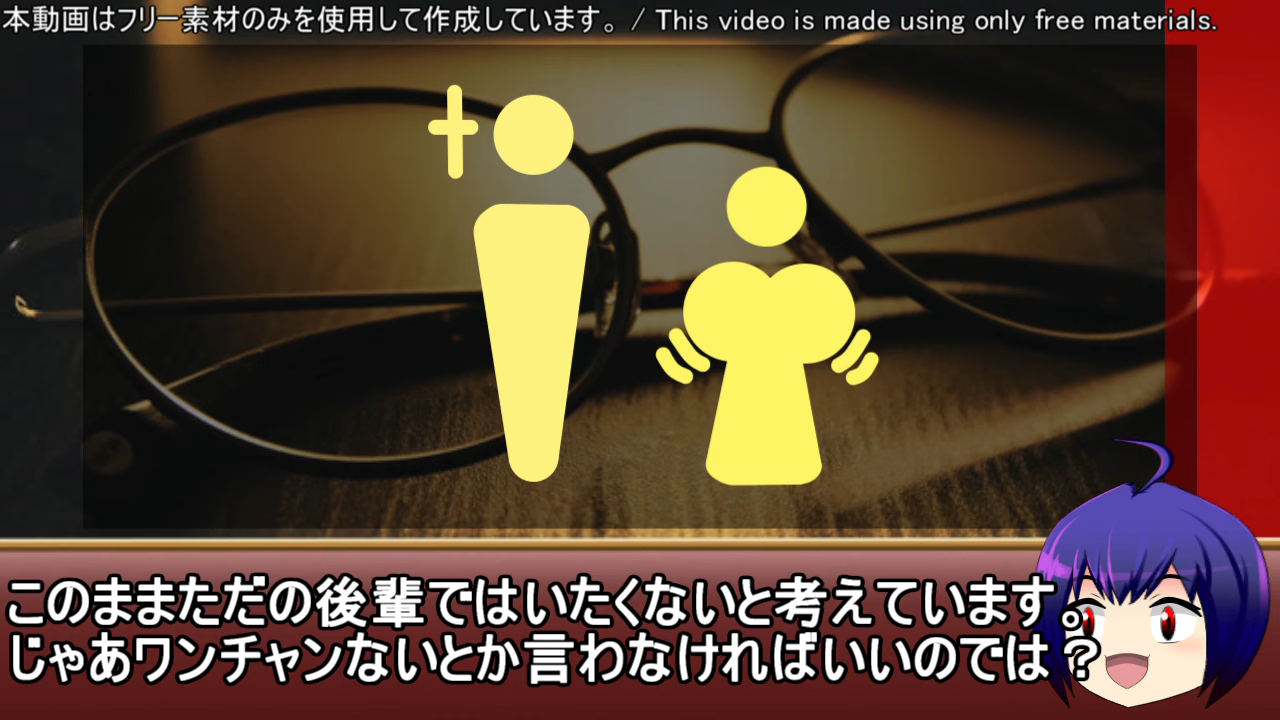 本動画はフリー素材のみを使用して作成しています。 / This video is made using only free materials.
このままただの後輩ではいたくないと考えています。
じゃあワンチャンないとか言わなければいいのでは？